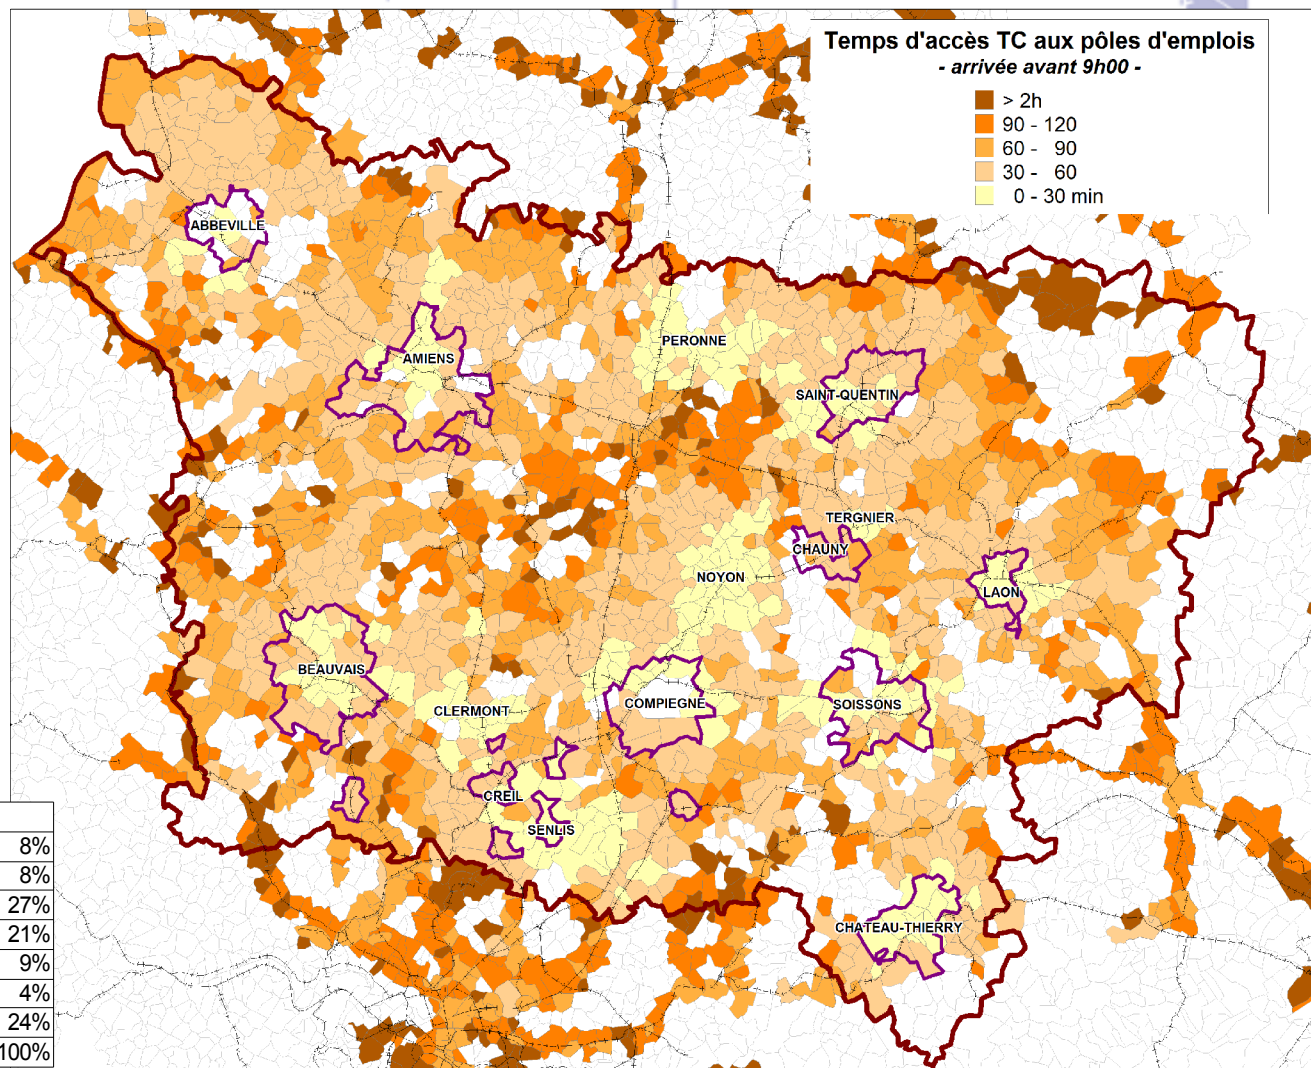 Temps d'accès TC aux pôles d'emplois
- arrivée avant 9h00 -
> 2h
90 - 120
60 - 90
30 - 60
0 - 30 min
ABBEVILLE
AMIENS
PERONNE
SAINT-QUENTIN
TERGNIER
CHAUNY
NOYON
LAON
BEAUVAIS
CLERMONT
COMPIEGNE
SOISSONS
CREIL
SENLIS
CHATEAU-THIERRY
8%
8%
27%
21%
9%
4%
24%
100%